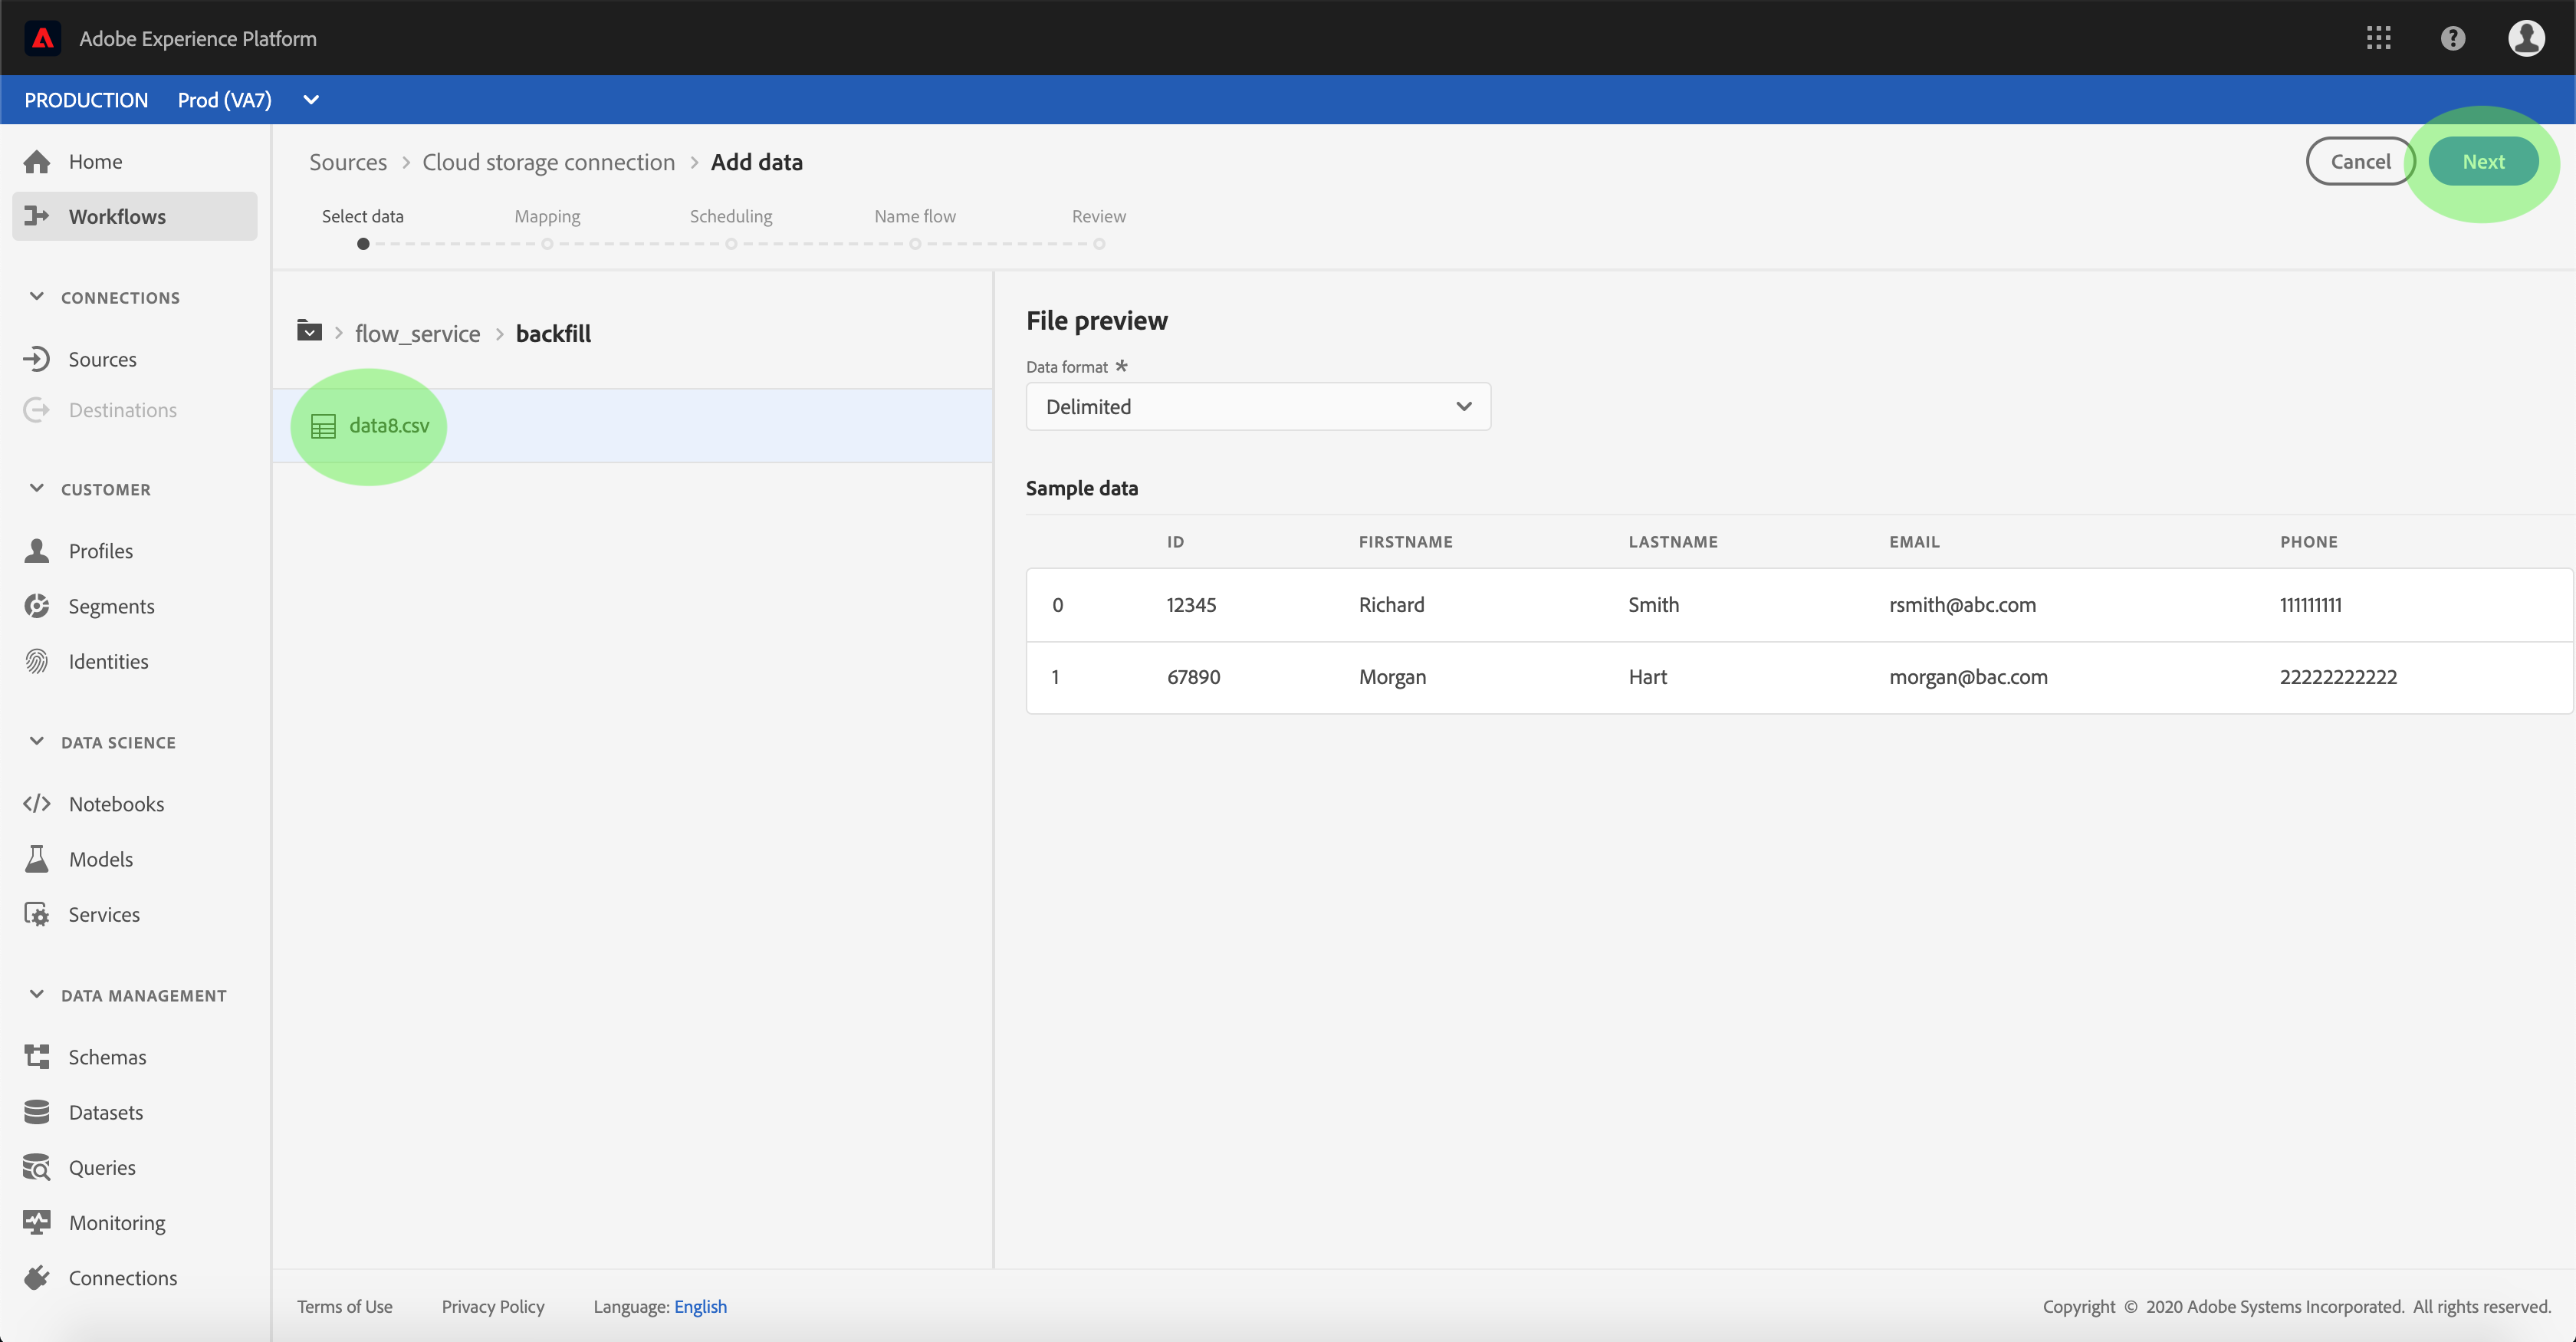 Adobe Experience Platform
PRODUCTION Prod (VA7)
Home
Workflows
CONNECTIONS
Sources
Destinations
CUSTOMER
Profiles
Segments
Identities
DATA SCIENCE
Notebooks
Models
Services
DATA MANAGEMENT
Schemas
Datasets
Queries
Monitoring
Connections
Sources > Cloud storage connection > Add data
Cancel Next
Select data Mapping Scheduling Name flow Review
> flow_service > backfill
data8.csv
File preview
Data format *
Delimited
Sample data
ID FIRSTNAME LASTNAME EMAIL PHONE
0 12345 Richard Smith rsmith@abc.com 111111111
1 67890 Morgan Hart morgan@bac.com 22222222222
Terms of Use Privacy Policy Language: English
Copyright © 2020 Adobe Systems Incorporated. All rights reserved.